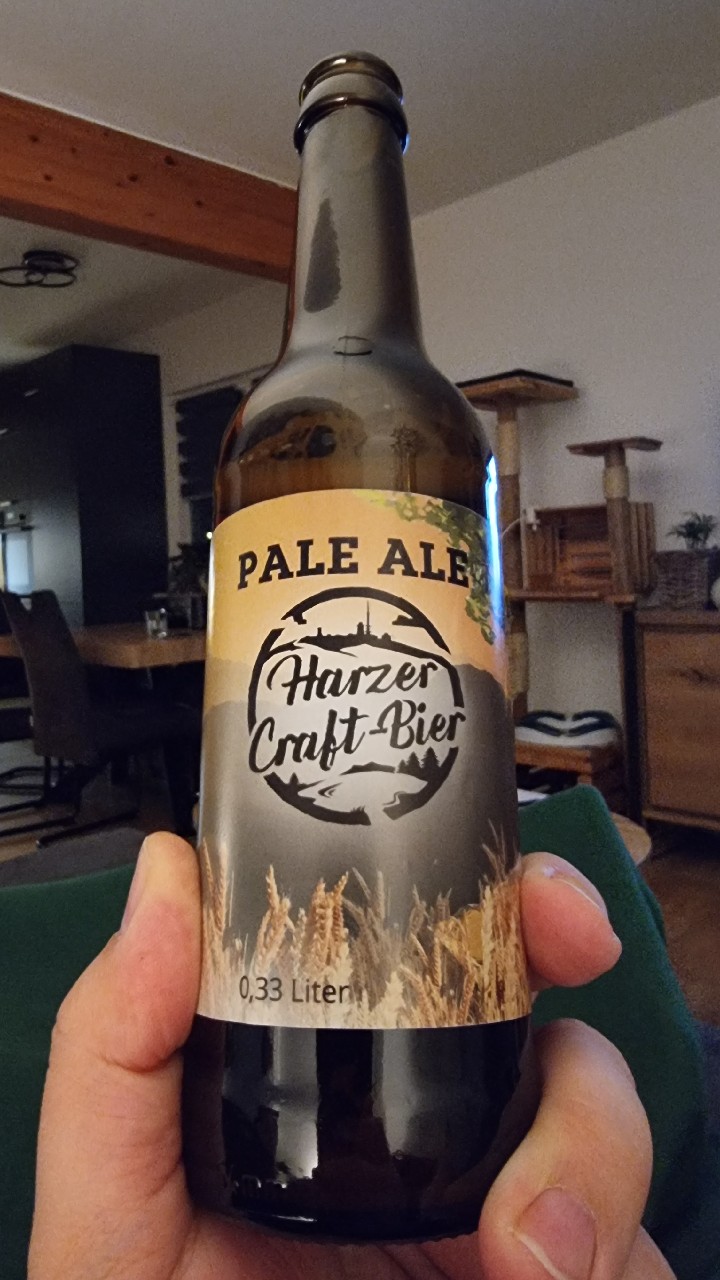 PALE ALE
Harzer
Craft-Bier
0,33 Liter